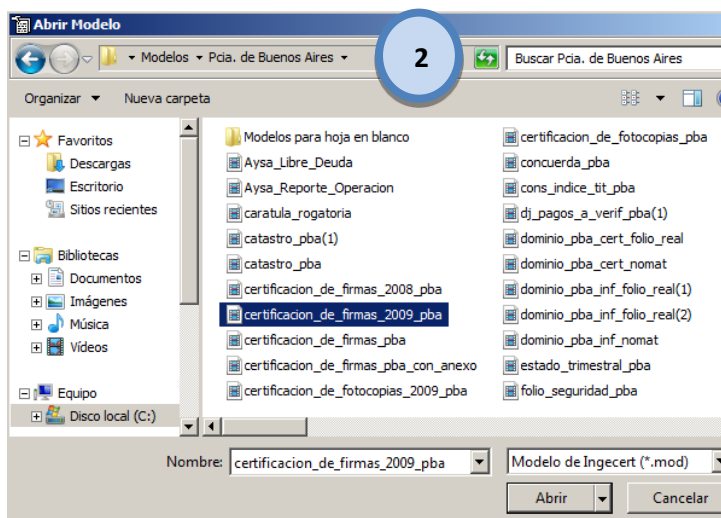 Abrir Modelo
Modelos Pcia. de Buenos Aires
2
Buscar Pcia. de Buenos Aires
Organizar Nueva carpeta
Favoritos
Descargas
Escritorio
Sitios recientes
Bibliotecas
Documentos
Imágenes
Música
Vídeos
Equipo
Disco local (C:)
Modelos para hoja en blanco
Aysa_Libre_Deuda
Aysa_Reporte_Operacion
caratula_rogatoria
catastro_pba(1)
catastro_pba
certificacion_de_firmas_2008_pba
certificacion_de_firmas_2009_pba
certificacion_de_firmas_pba
certificacion_de_firmas_pba_con_anexo
certificacion_de_fotocopias_2009_pba
certificacion_de_fotocopias_pba
concuerda_pba
cons_indice_tit_pba
dj_pagos_a_verif_pba(1)
dominio_pba_cert_folio_real
dominio_pba_cert_nomat
dominio_pba_inf_folio_real(1)
dominio_pba_inf_folio_real(2)
dominio_pba_inf_nomat
estado_trimestral_pba
folio_seguridad_pba
Nombre: certificacion_de_firmas_2009_pba
Modelo de Ingecert (*.mod)
Abrir
Cancelar